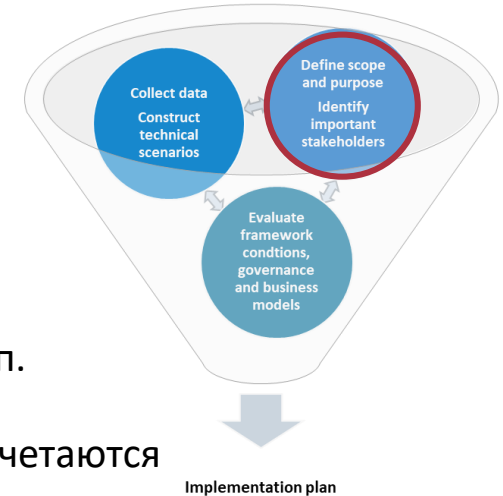 Define scope
and purpose
Identify
important
stakeholders
Collect data
Construct
technical
scenarios
Evaluate
framework
condtions,
governance
and business
models
п.
четаются
Implementation plan